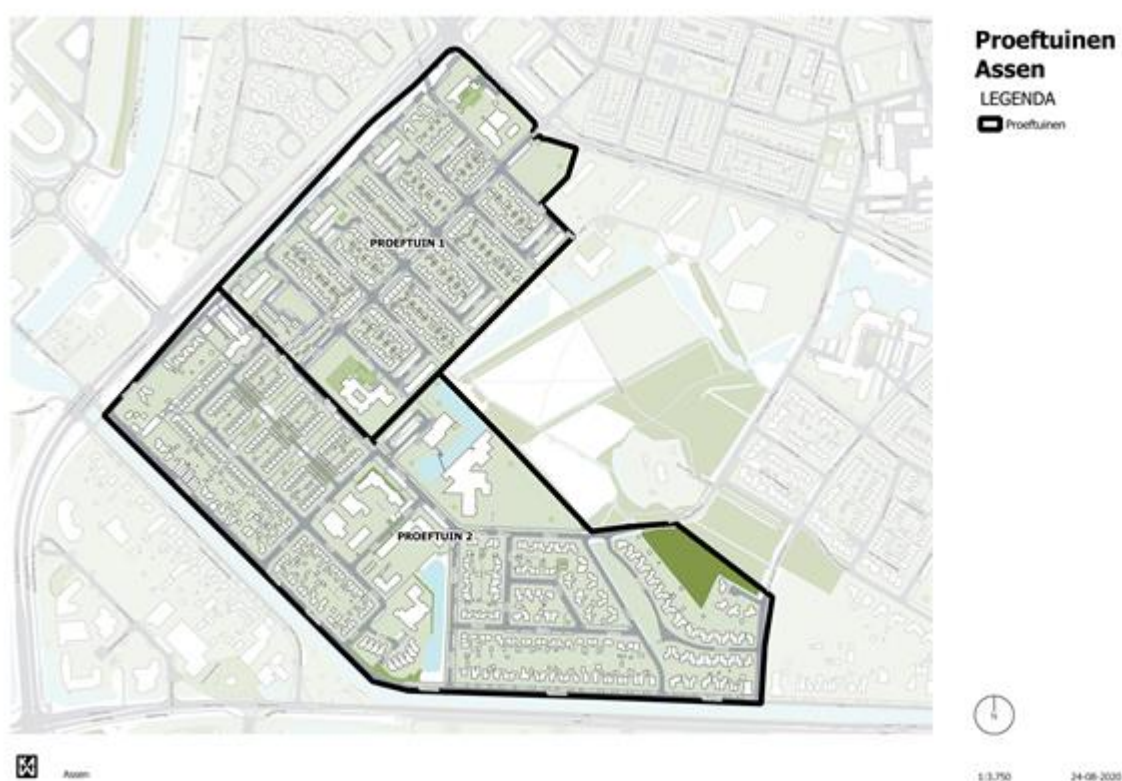 Proeftuinen
Assen
LEGENDA
Proeftuinen
PROEFTUIN 1
PROEFTUIN 2
N
Assen
1:3.750
24-08-2020